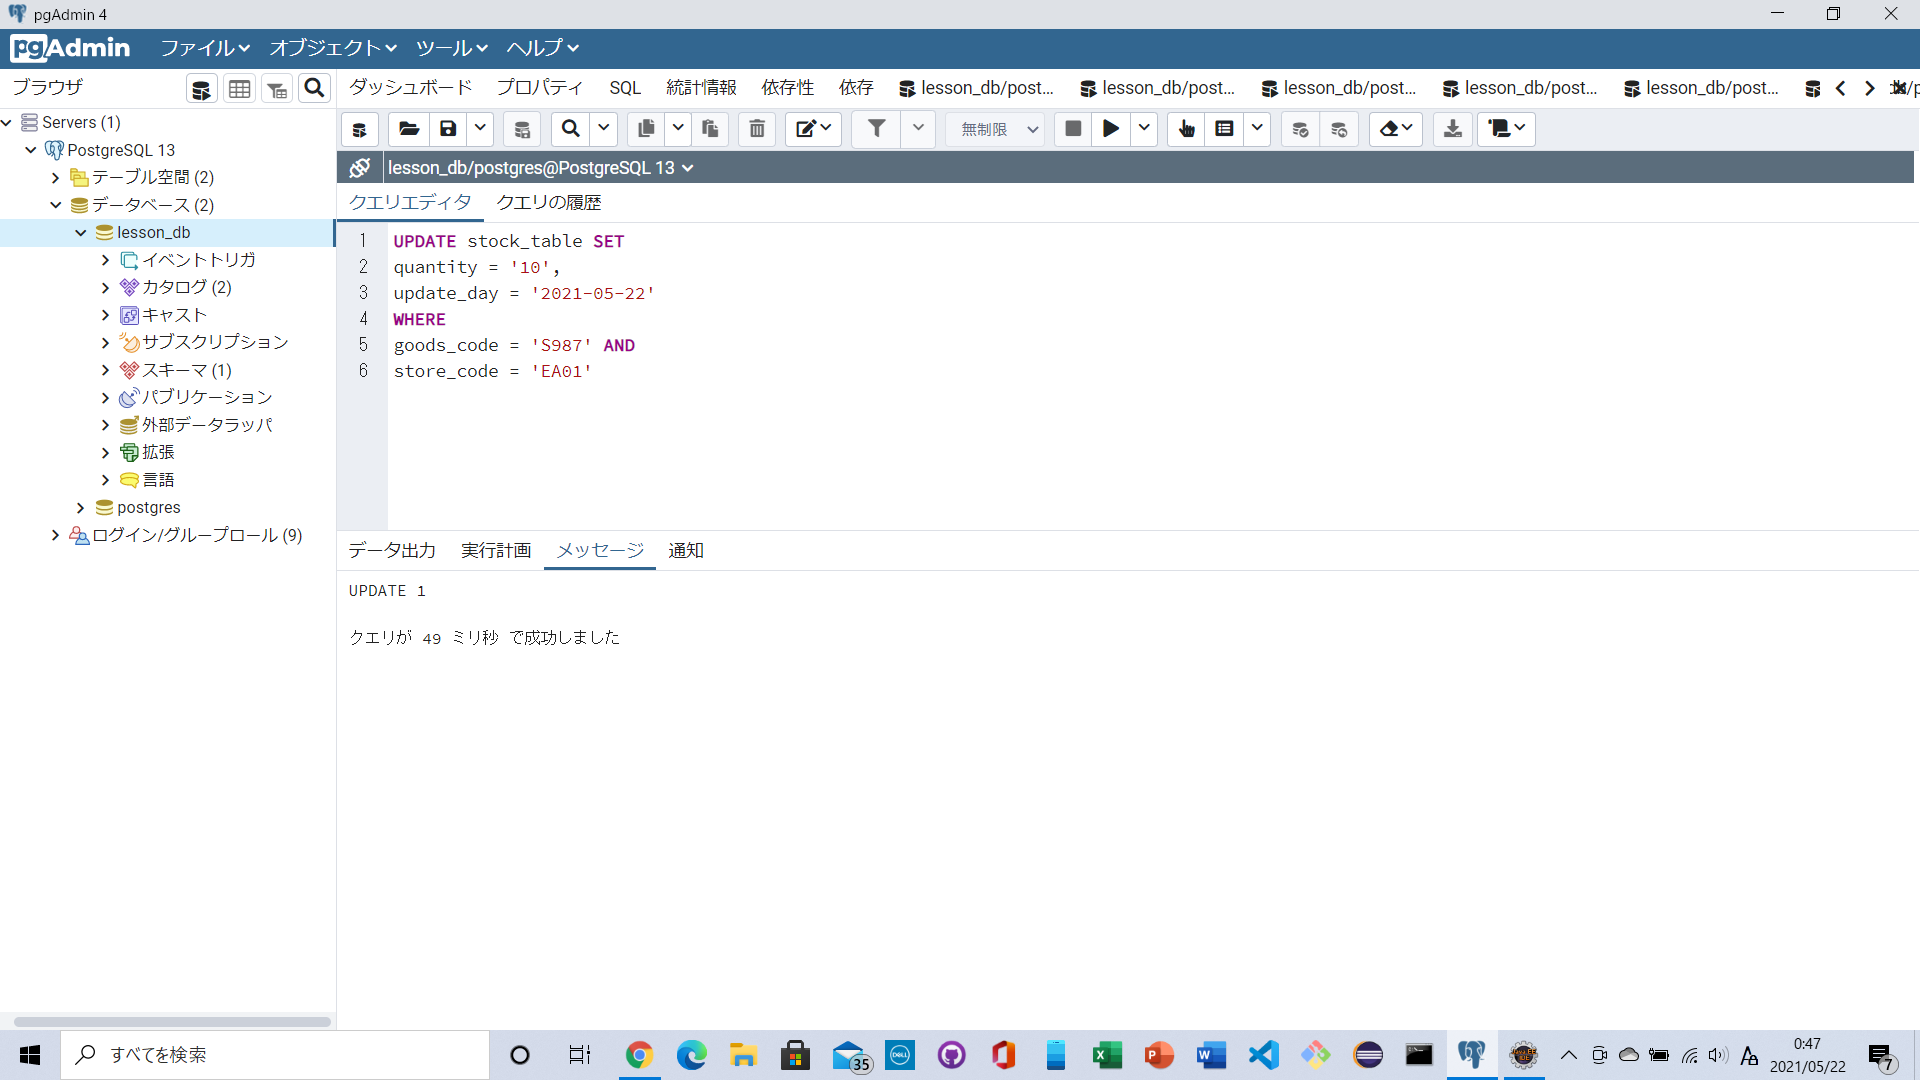 pgAdmin 4
pgAdmin ファイル オブジェクト ツール ヘルプ
ブラウザ
ダッシュボード プロパティ SQL 統計情報 依存性 依存 lesson_db/post... lesson_db/post... lesson_db/post... lesson_db/post... lesson_db/post...
無制限
Servers (1)
PostgreSQL 13
テーブル空間 (2)
データベース (2)
lesson_db
イベントトリガ
カタログ (2)
キャスト
サブスクリプション
スキーマ (1)
パブリケーション
外部データラッパ
拡張
言語
postgres
ログイン/グループロール (9)
lesson_db/postgres@PostgreSQL 13
クエリエディタ クエリの履歴
1 UPDATE stock_table SET
2 quantity = '10',
3 update_day = '2021-05-22'
4 WHERE
5 goods_code = 'S987' AND
6 store_code = 'EA01'
データ出力 実行計画 メッセージ 通知
UPDATE 1
クエリが 49 ミリ秒 で成功しました
すべてを検索
35
DELL
A
0:47
2021/05/22
7